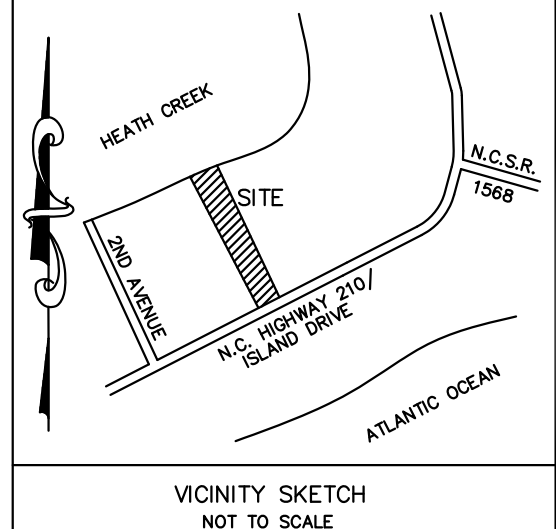 HEATH CREEK
SITE
N.C.S.R.
1568
2ND AVENUE
N.C. HIGHWAY 210/
ISLAND DRIVE
ATLANTIC OCEAN
VICINITY SKETCH
NOT TO SCALE